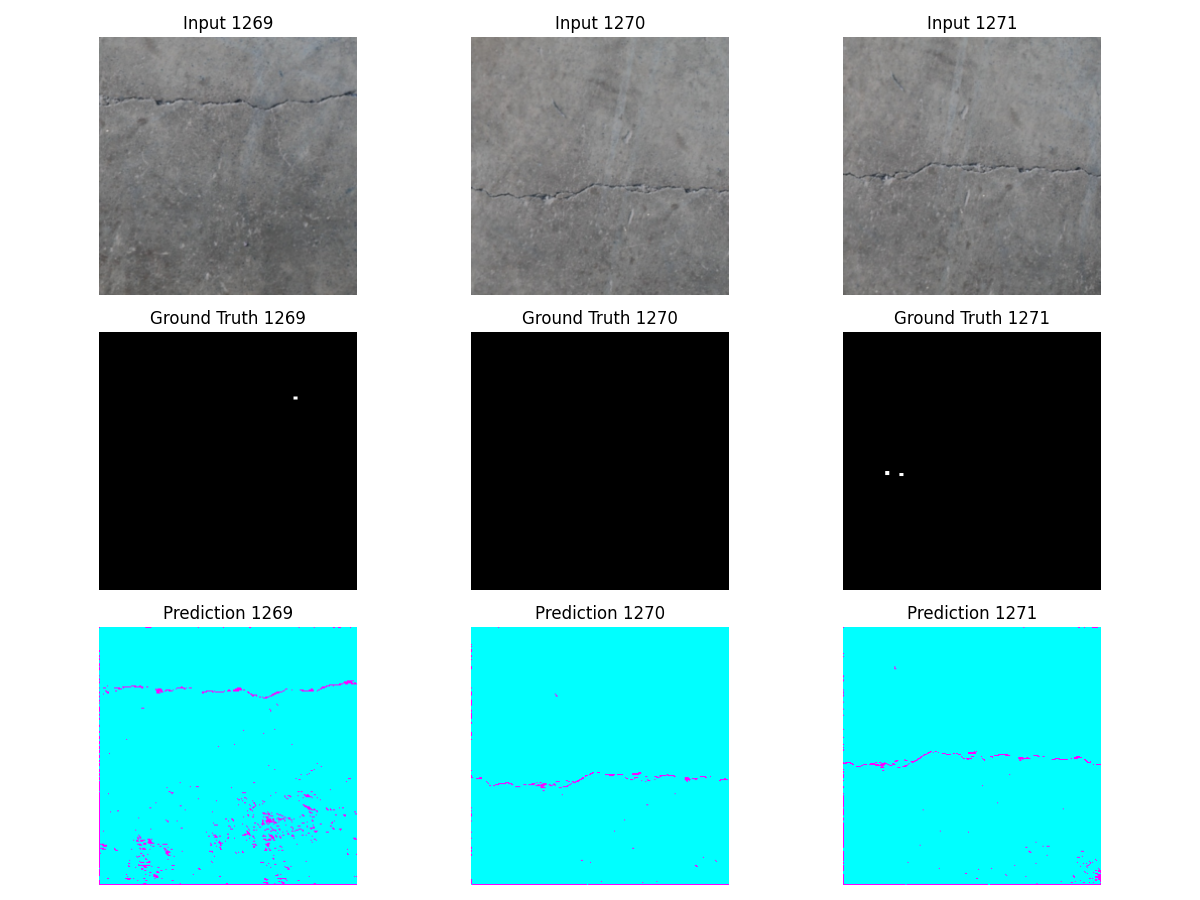 Input 1269
Input 1270
Input 1271
Ground Truth 1269
Ground Truth 1270
Ground Truth 1271
Prediction 1269
Prediction 1270
Prediction 1271